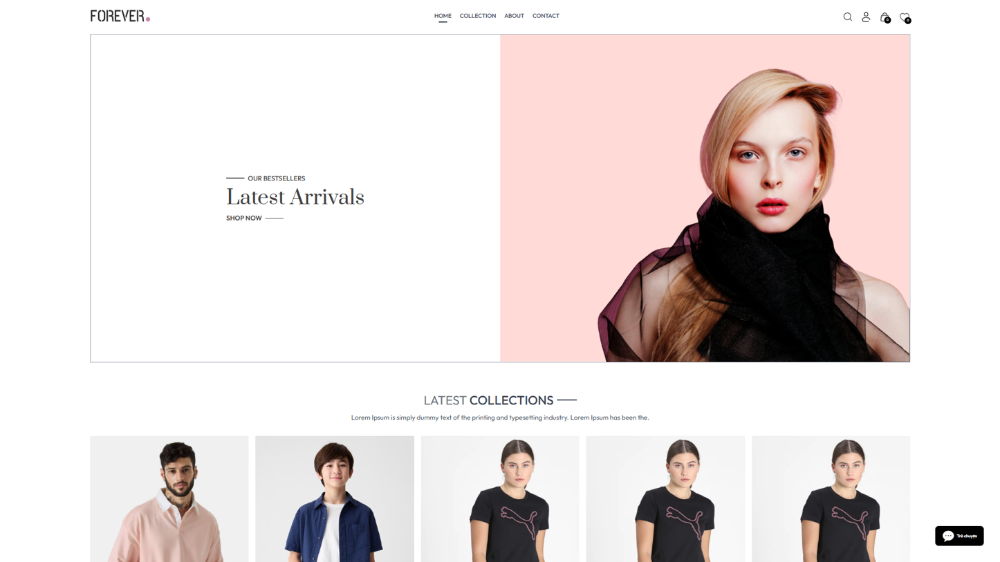 FOREVER.
HOME COLLECTION ABOUT CONTACT
0 0
OUR BESTSELLERS
Latest Arrivals
SHOP NOW
LATEST COLLECTIONS
Lorem Ipsum is simply dummy text of the printing and typesetting industry. Lorem Ipsum has been the.
Trò chuyện